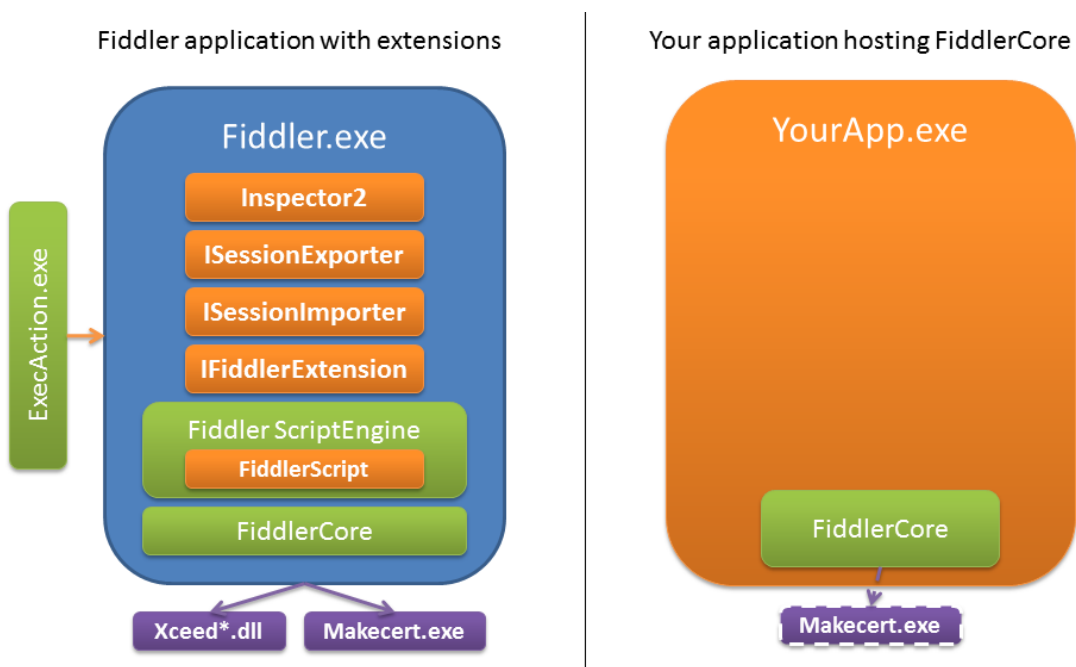 Fiddler application with extensions
Fiddler.exe
Inspector2
ISessionExporter
ISessionImporter
IFiddlerExtension
Fiddler ScriptEngine
FiddlerScript
FiddlerCore
ExecAction.exe
Xceed*.dll
Makecert.exe
Your application hosting FiddlerCore
YourApp.exe
FiddlerCore
Makecert.exe